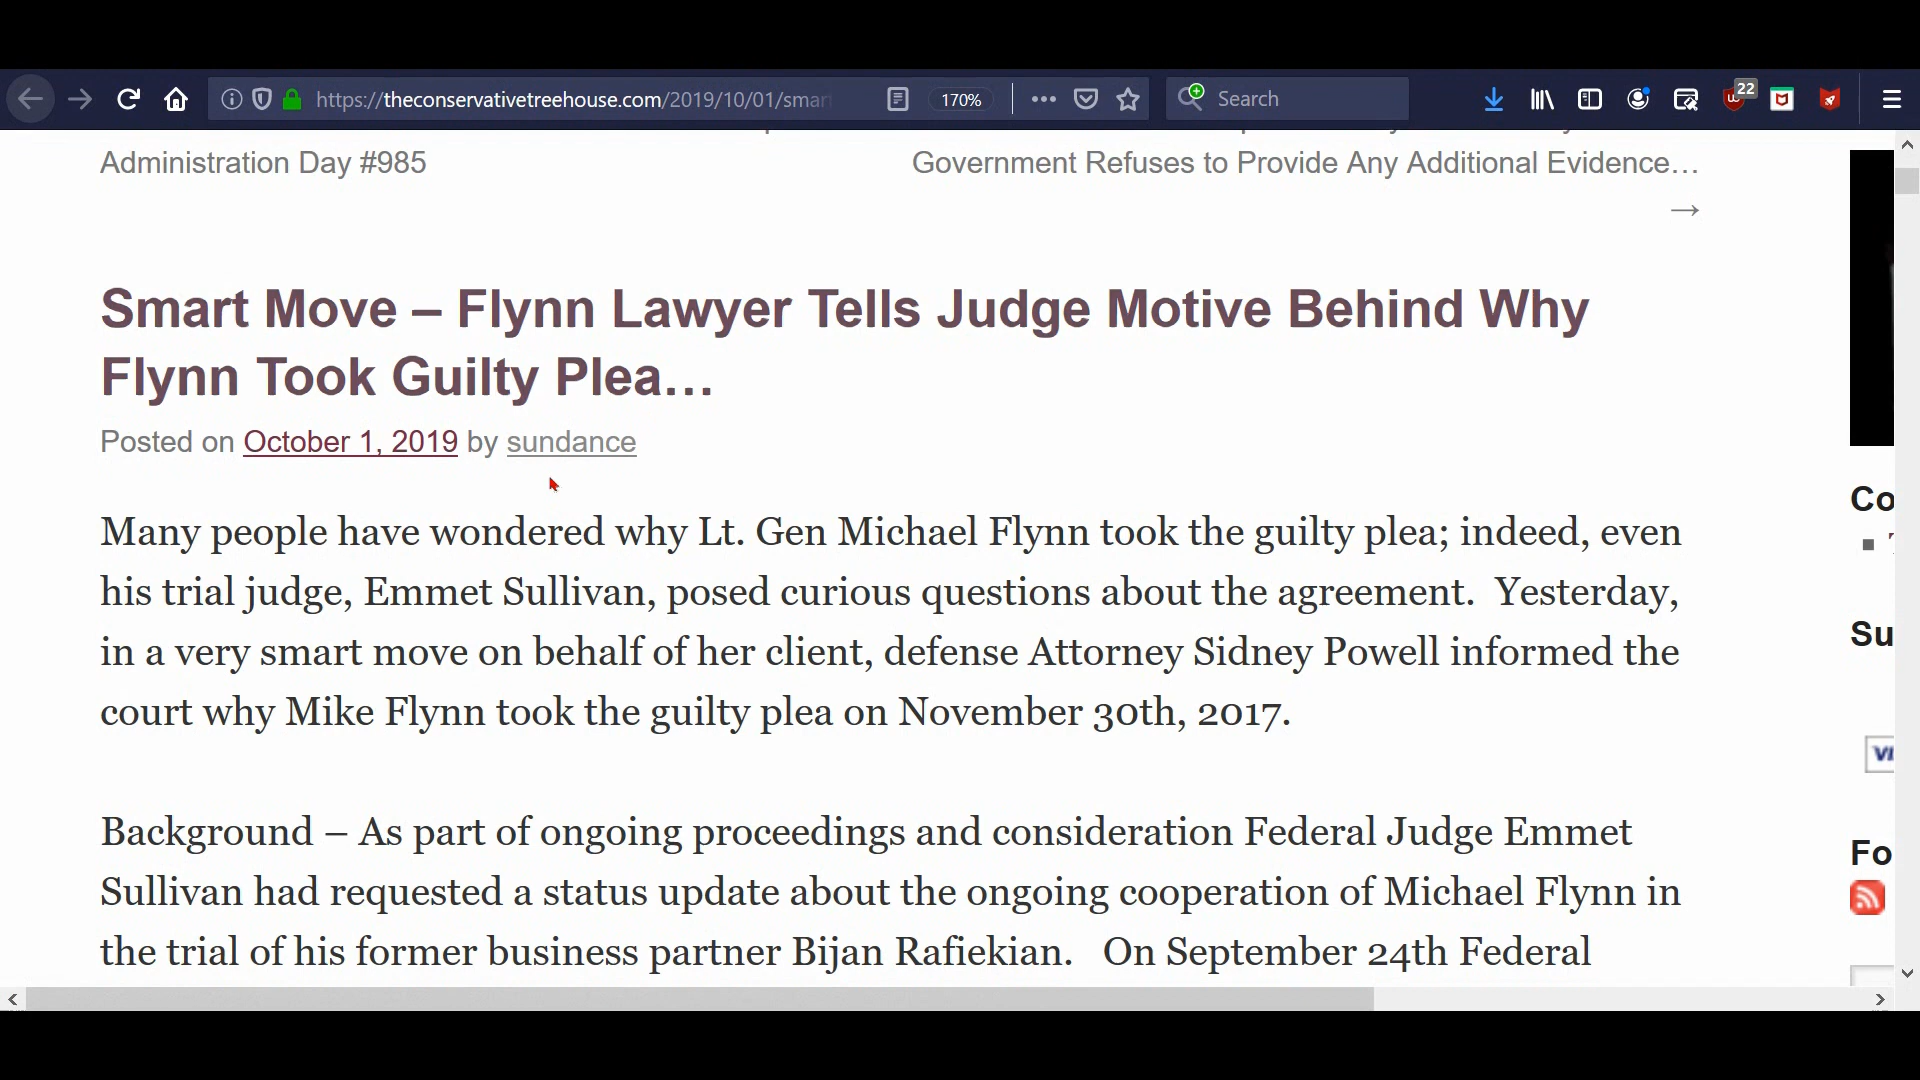 https://theconservativetreehouse.com/2019/10/01/smar
170%
Search
22
Administration Day #985
Government Refuses to Provide Any Additional Evidence…
→
Smart Move – Flynn Lawyer Tells Judge Motive Behind Why
Flynn Took Guilty Plea…
Posted on October 1, 2019 by sundance
Many people have wondered why Lt. Gen Michael Flynn took the guilty plea; indeed, even
his trial judge, Emmet Sullivan, posed curious questions about the agreement. Yesterday,
in a very smart move on behalf of her client, defense Attorney Sidney Powell informed the
court why Mike Flynn took the guilty plea on November 30th, 2017.
Background – As part of ongoing proceedings and consideration Federal Judge Emmet
Sullivan had requested a status update about the ongoing cooperation of Michael Flynn in
the trial of his former business partner Bijan Rafiekian. On September 24th Federal
Co
Su
VI
Fo